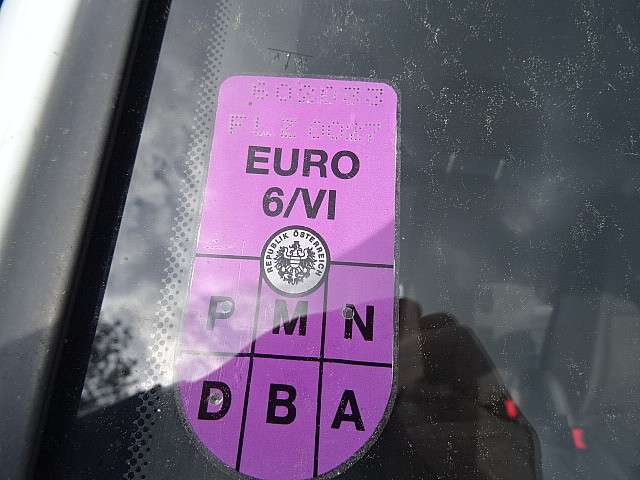 EURO
6/VI
REPUBLIK ÖSTERREICH
P M N
D B A